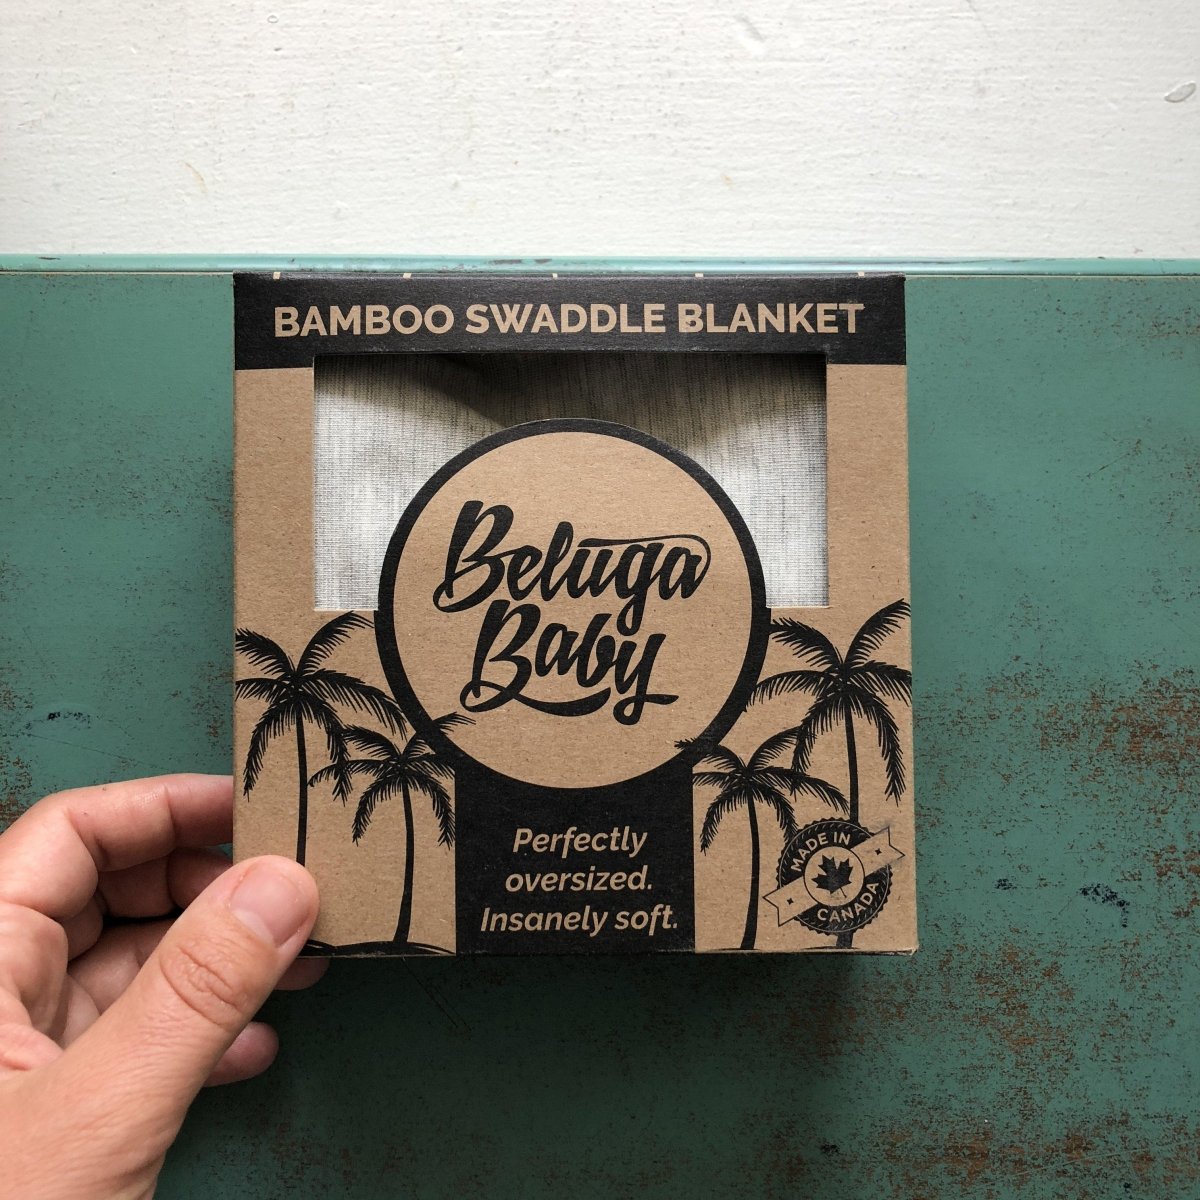 BAMBOO SWADDLE BLANKET
Beluga
Baby
Perfectly
oversized.
Insanely soft.
MADE IN
CANADA